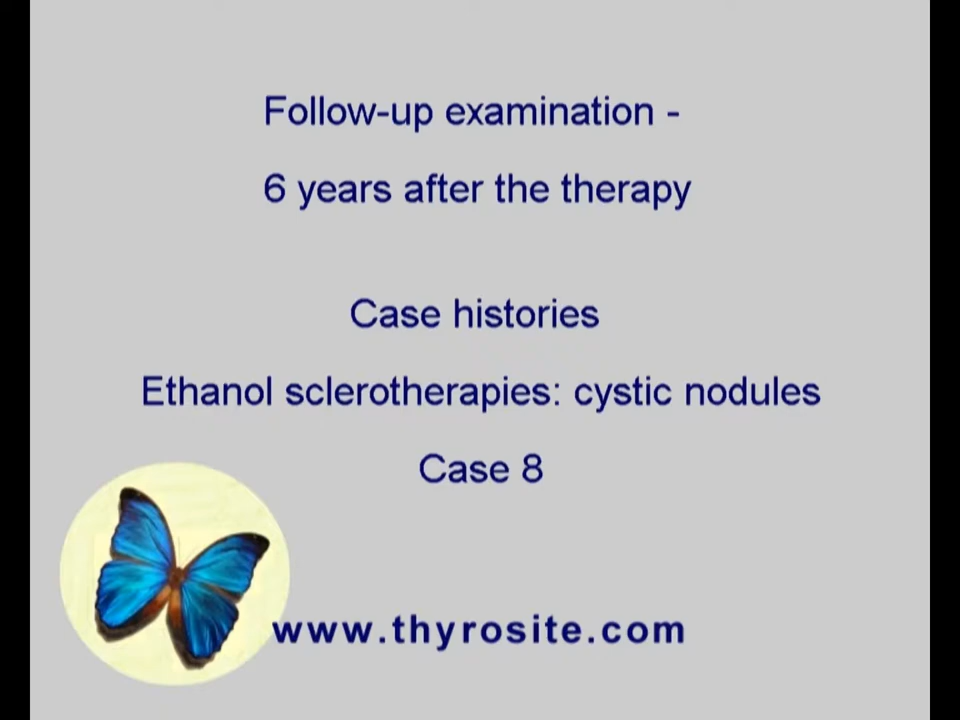 Follow-up examination -
6 years after the therapy
Case histories
Ethanol sclerotherapies: cystic nodules
Case 8
www.thyrosite.com